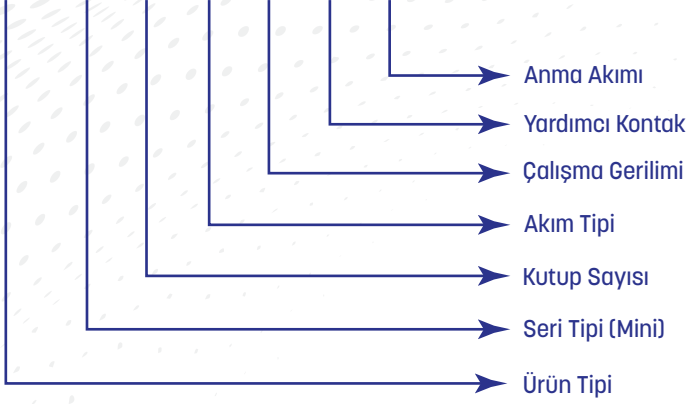 Anma Akımı
Yardımcı Kontak
Çalışma Gerilimi
Akım Tipi
Kutup Sayısı
Seri Tipi (Mini)
Ürün Tipi